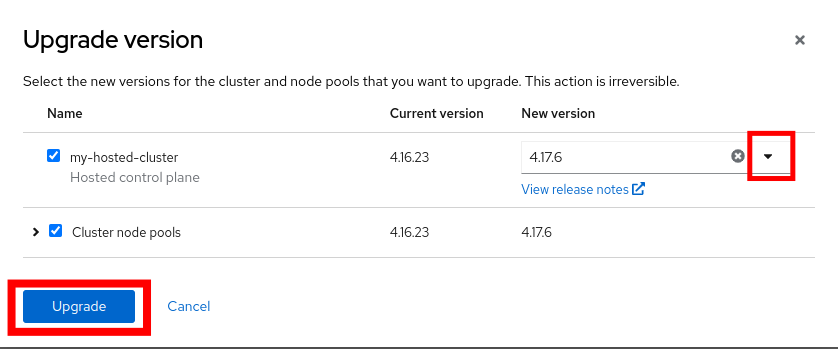 Upgrade version
Select the new versions for the cluster and node pools that you want to upgrade. This action is irreversible.
Name Current version New version
my-hosted-cluster 4.16.23 4.17.6
Hosted control plane
View release notes
Cluster node pools 4.16.23 4.17.6
Upgrade Cancel